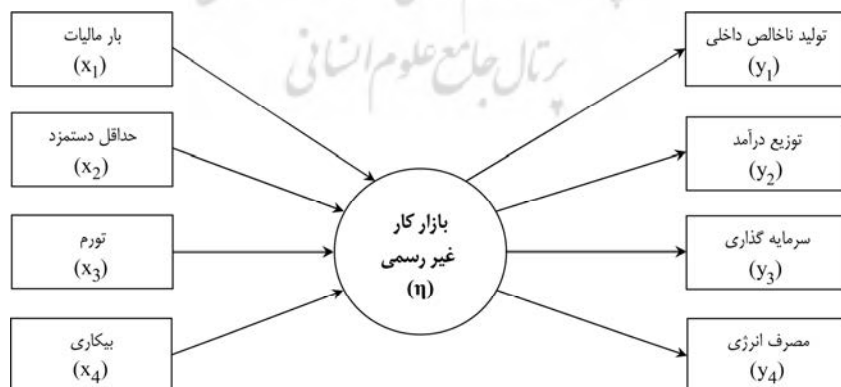 پرتال جامع علوم انسانی
بار مالیات
(x1)
حداقل دستمزد
(x2)
تورم
(x3)
بیکاری
(x4)
بازار کار
غیر رسمی
(η)
تولید ناخالص داخلی
(y1)
توزیع درآمد
(y2)
سرمایه گذاری
(y3)
مصرف انرژی
(y4)